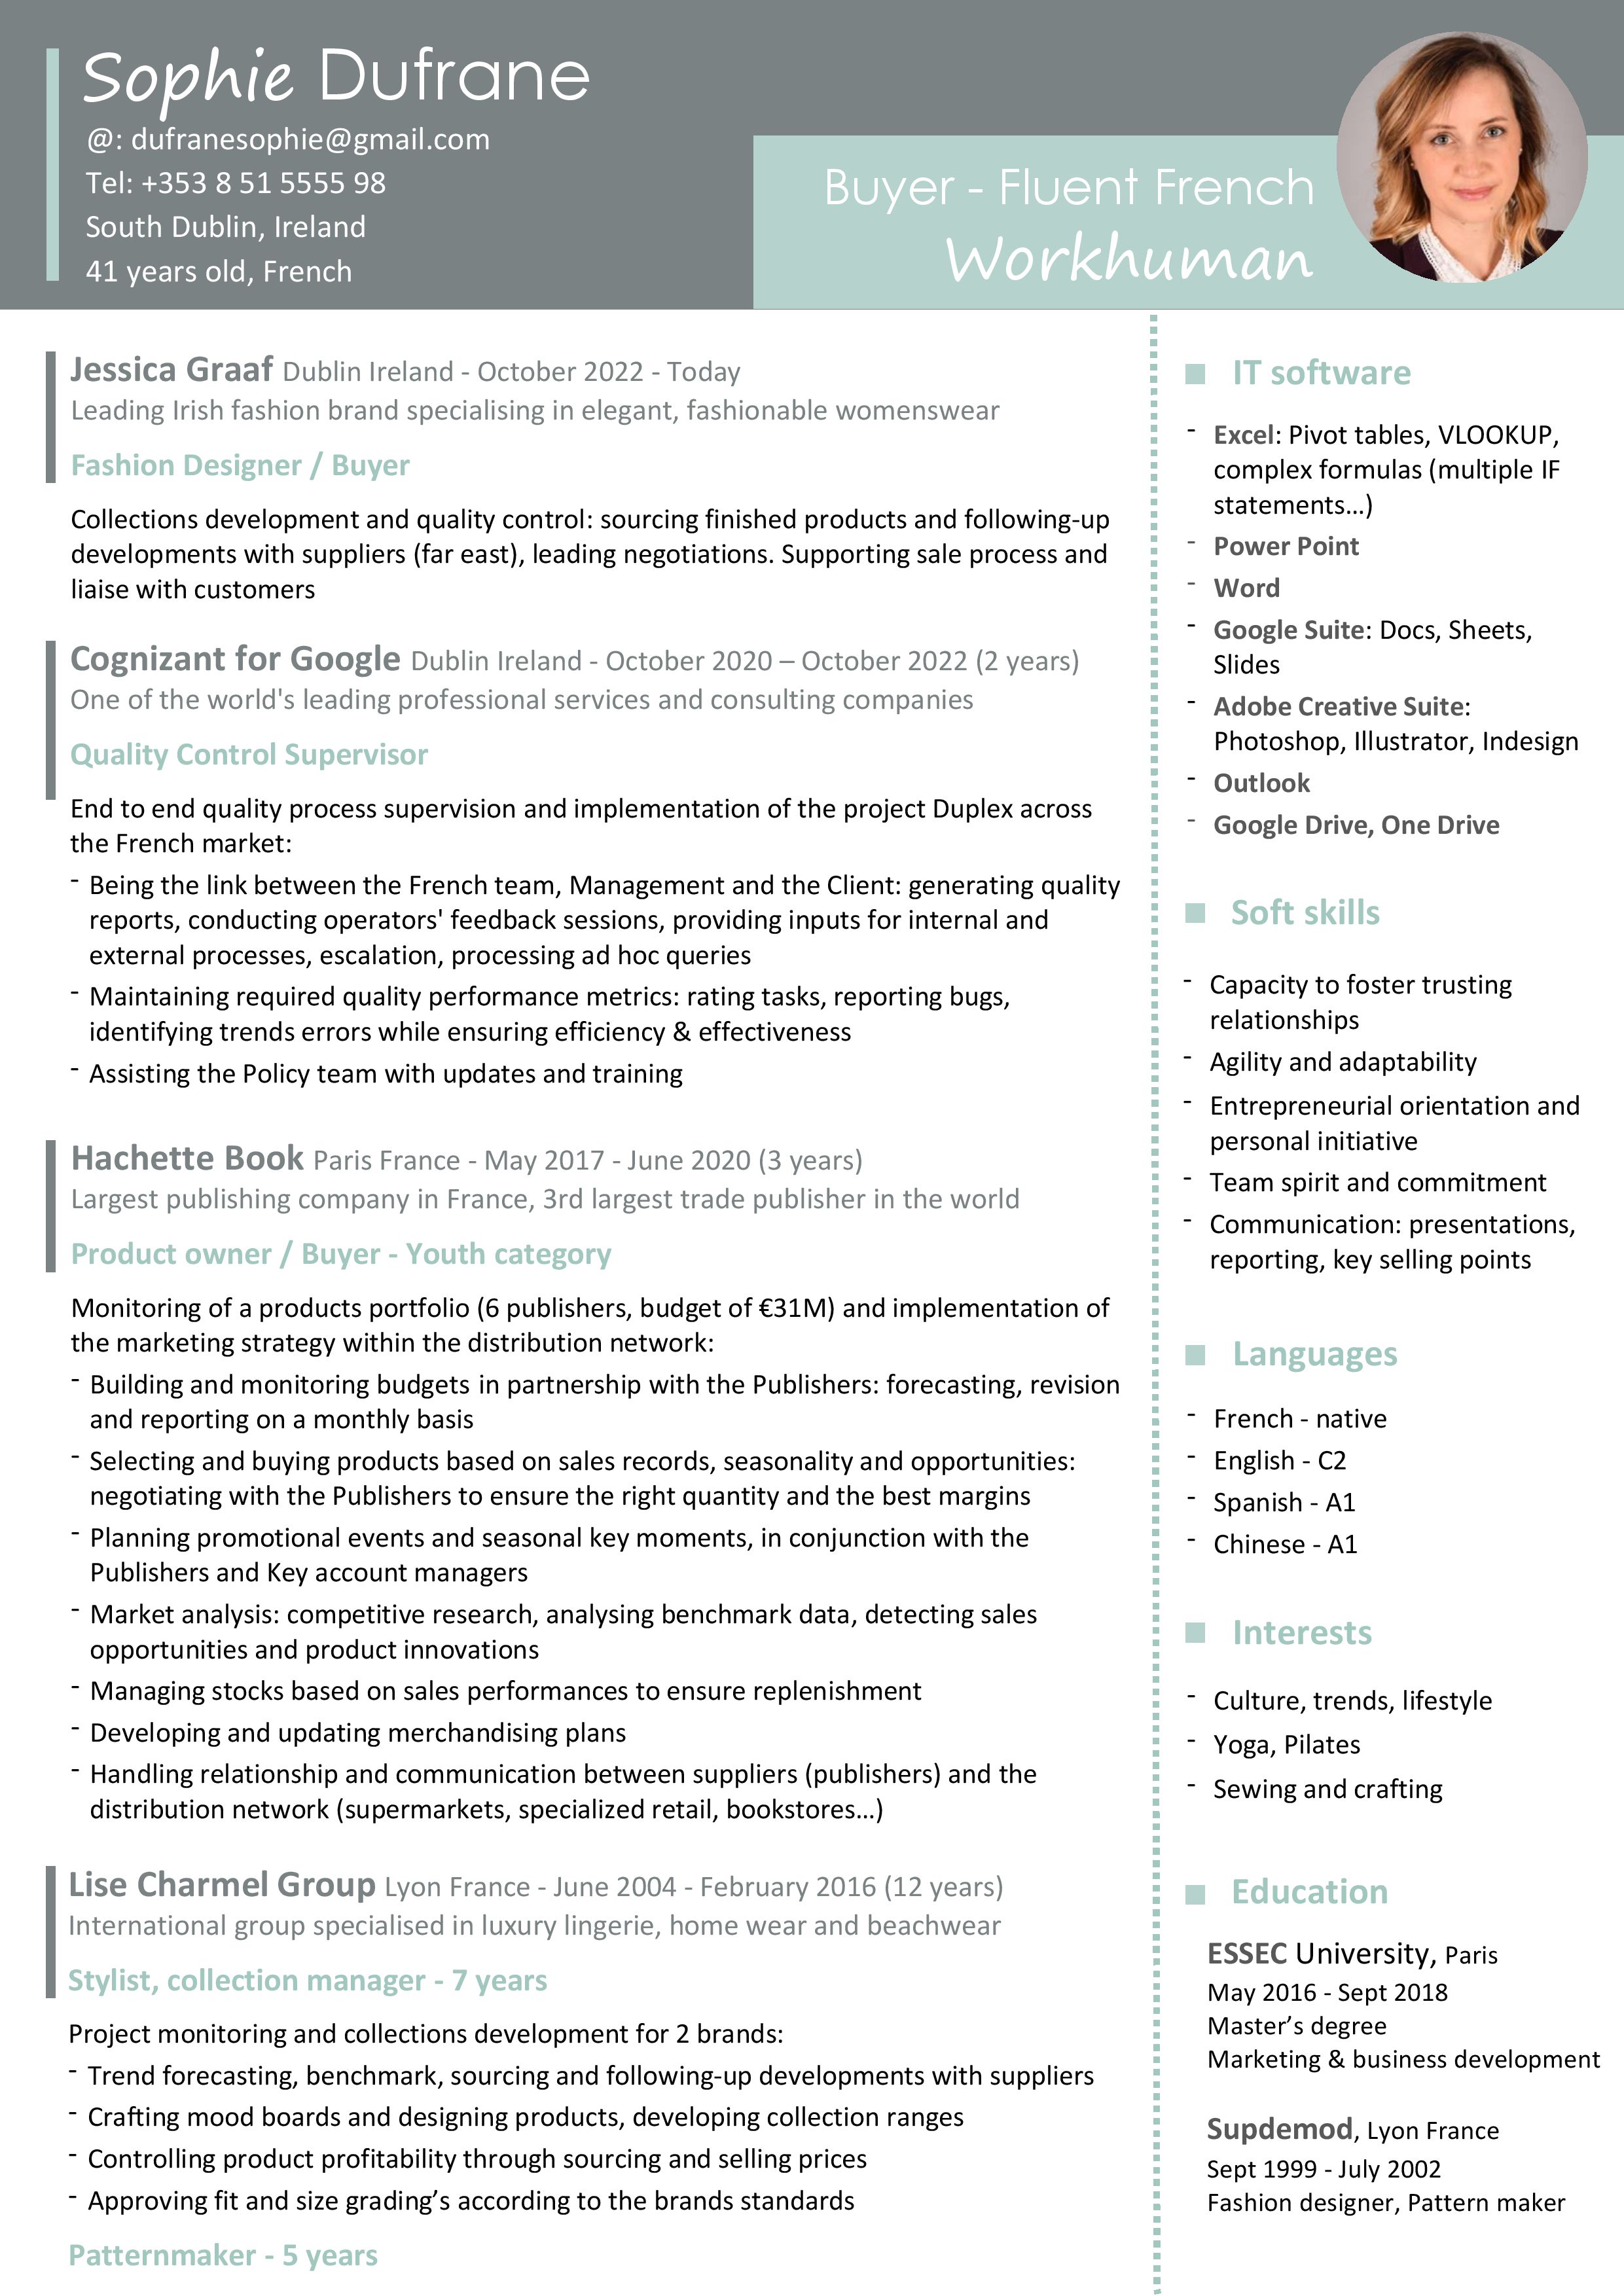 Sophie Dufrane
@: dufranesophie@gmail.com
Tel: +353 8 51 5555 98
South Dublin, Ireland
41 years old, French
Buyer - Fluent French
Workhuman
Jessica Graaf Dublin Ireland - October 2022 - Today
Leading Irish fashion brand specialising in elegant, fashionable womenswear
Fashion Designer / Buyer
Collections development and quality control: sourcing finished products and following-up
developments with suppliers (far east), leading negotiations. Supporting sale process and
liaise with customers
Cognizant for Google Dublin Ireland - October 2020 – October 2022 (2 years)
One of the world's leading professional services and consulting companies
Quality Control Supervisor
End to end quality process supervision and implementation of the project Duplex across
the French market:
- Being the link between the French team, Management and the Client: generating quality
reports, conducting operators' feedback sessions, providing inputs for internal and
external processes, escalation, processing ad hoc queries
- Maintaining required quality performance metrics: rating tasks, reporting bugs,
identifying trends errors while ensuring efficiency & effectiveness
- Assisting the Policy team with updates and training
Hachette Book Paris France - May 2017 - June 2020 (3 years)
Largest publishing company in France, 3rd largest trade publisher in the world
Product owner / Buyer - Youth category
Monitoring of a products portfolio (6 publishers, budget of €31M) and implementation of
the marketing strategy within the distribution network:
- Building and monitoring budgets in partnership with the Publishers: forecasting, revision
and reporting on a monthly basis
- Selecting and buying products based on sales records, seasonality and opportunities:
negotiating with the Publishers to ensure the right quantity and the best margins
- Planning promotional events and seasonal key moments, in conjunction with the
Publishers and Key account managers
- Market analysis: competitive research, analysing benchmark data, detecting sales
opportunities and product innovations
- Managing stocks based on sales performances to ensure replenishment
- Developing and updating merchandising plans
- Handling relationship and communication between suppliers (publishers) and the
distribution network (supermarkets, specialized retail, bookstores…)
Lise Charmel Group Lyon France - June 2004 - February 2016 (12 years)
International group specialised in luxury lingerie, home wear and beachwear
Stylist, collection manager - 7 years
Project monitoring and collections development for 2 brands:
- Trend forecasting, benchmark, sourcing and following-up developments with suppliers
- Crafting mood boards and designing products, developing collection ranges
- Controlling product profitability through sourcing and selling prices
- Approving fit and size grading’s according to the brands standards
Patternmaker - 5 years
IT software
- Excel: Pivot tables, VLOOKUP,
complex formulas (multiple IF
statements…)
- Power Point
- Word
- Google Suite: Docs, Sheets,
Slides
- Adobe Creative Suite:
Photoshop, Illustrator, Indesign
- Outlook
- Google Drive, One Drive
Soft skills
- Capacity to foster trusting
relationships
- Agility and adaptability
- Entrepreneurial orientation and
personal initiative
- Team spirit and commitment
- Communication: presentations,
reporting, key selling points
Languages
- French - native
- English - C2
- Spanish - A1
- Chinese - A1
Interests
- Culture, trends, lifestyle
- Yoga, Pilates
- Sewing and crafting
Education
ESSEC University, Paris
May 2016 - Sept 2018
Master’s degree
Marketing & business development
Supdemod, Lyon France
Sept 1999 - July 2002
Fashion designer, Pattern maker